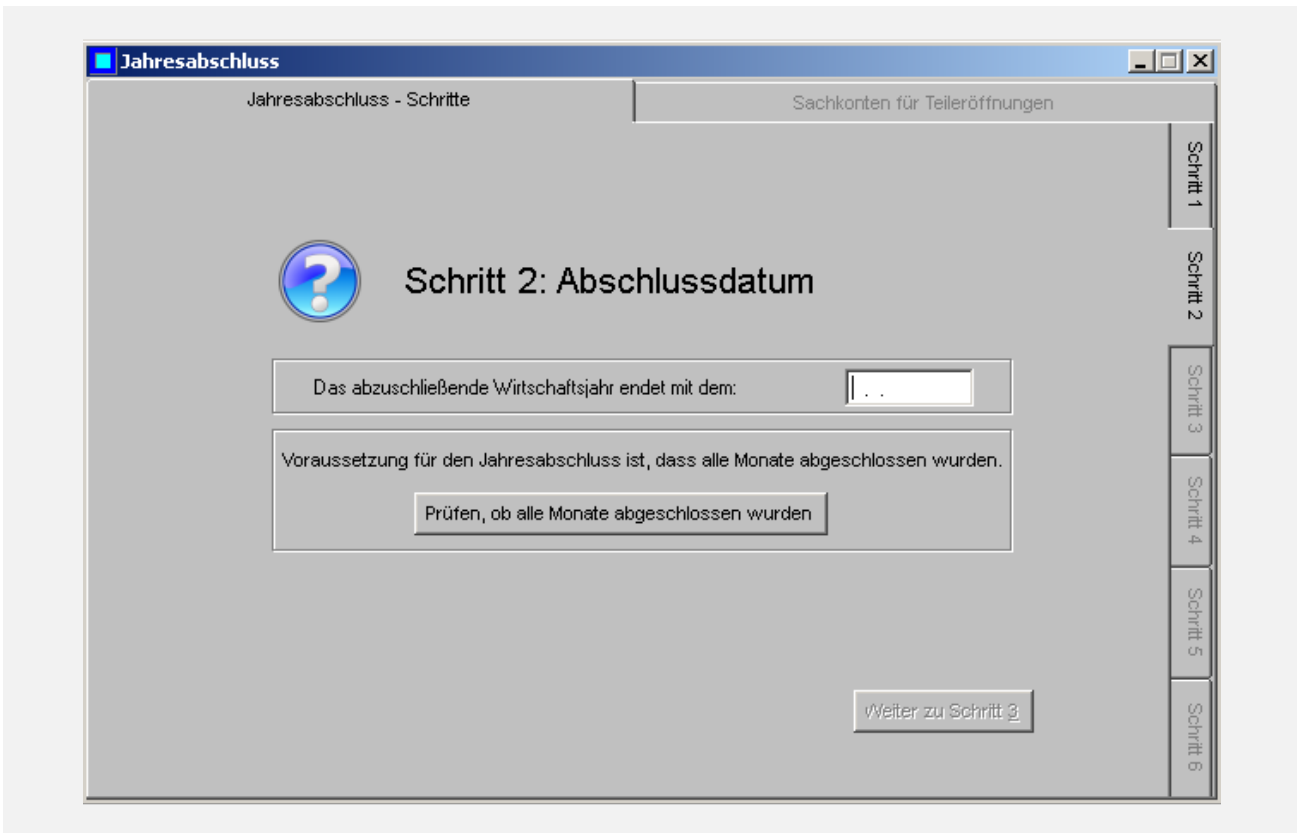 Jahresabschluss
Jahresabschluss - Schritte
Sachkonten für Teileröffnungen
Schritt 1
Schritt 2
Schritt 3
Schritt 4
Schritt 5
Schritt 6
Schritt 2: Abschlussdatum
Das abzuschließende Wirtschaftsjahr endet mit dem: . .
Voraussetzung für den Jahresabschluss ist, dass alle Monate abgeschlossen wurden.
Prüfen, ob alle Monate abgeschlossen wurden
Weiter zu Schritt 3